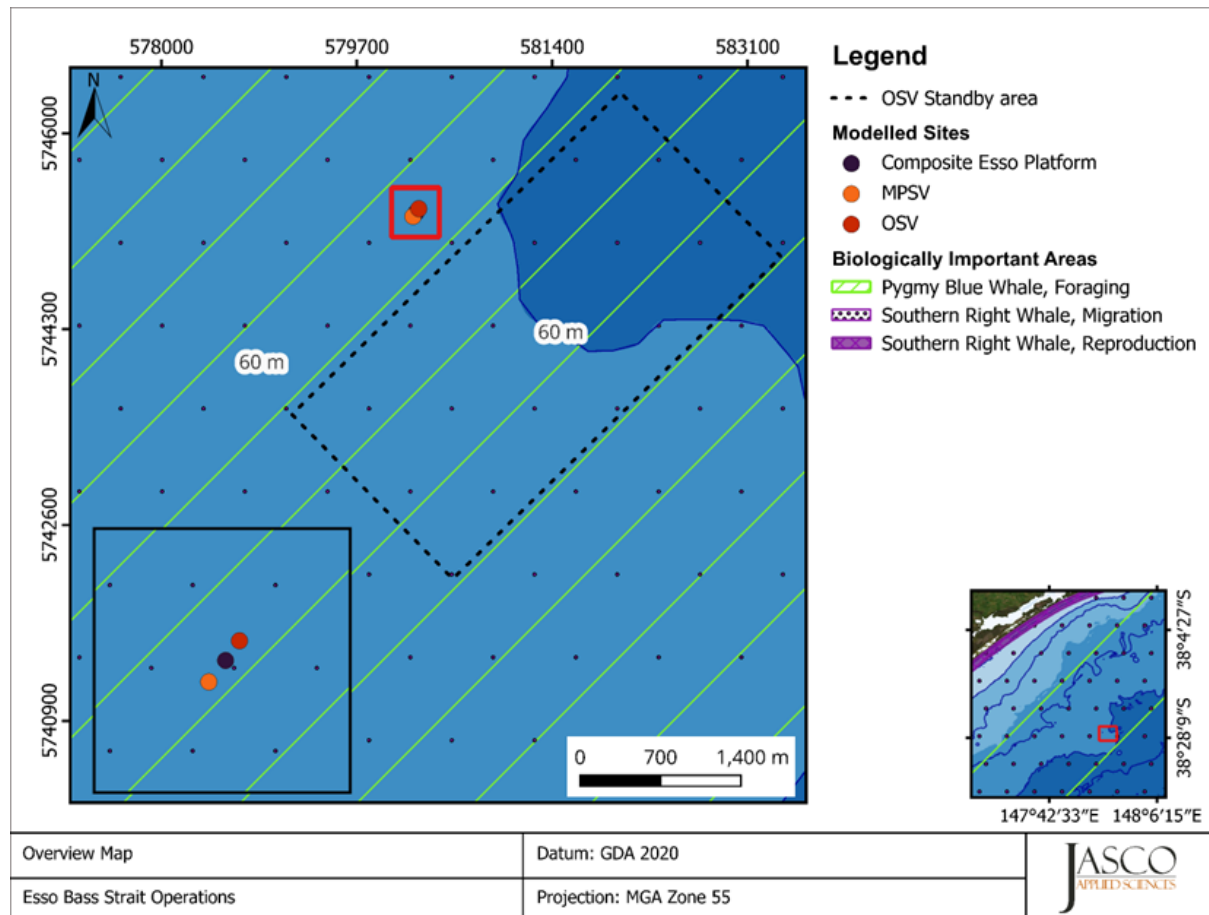 578000
579700
581400
583100
N
5746000
5744300
5742600
5740900
60 m
60 m
0
700
1,400 m
Legend
OSV Standby area
Modelled Sites
Composite Esso Platform
MPSV
OSV
Biologically Important Areas
Pygmy Blue Whale, Foraging
Southern Right Whale, Migration
Southern Right Whale, Reproduction
38°4′27″S
38°28′9″S
147°42′33″E
148°6′15″E
Overview Map
Datum: GDA 2020
Esso Bass Strait Operations
Projection: MGA Zone 55
JASCO
APPLIED SCIENCES